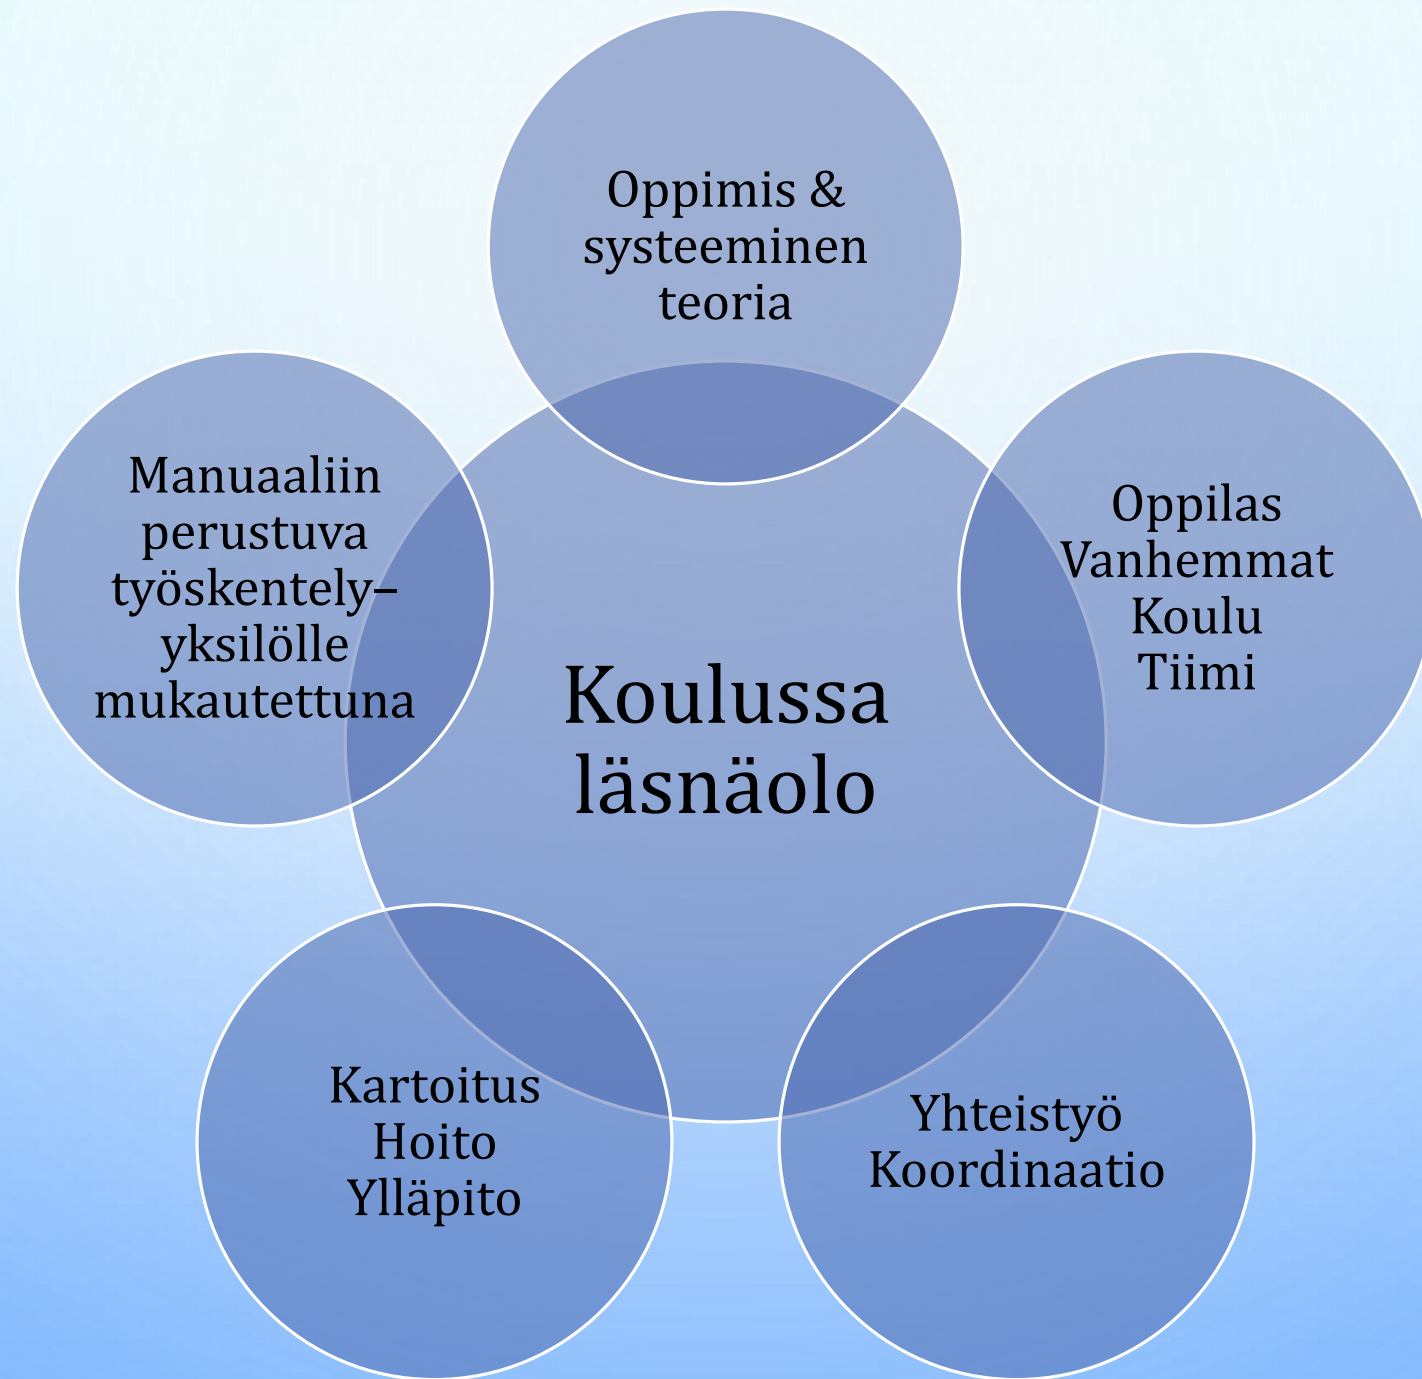 Oppimis &
systeeminen
teoria
Oppilas
Vanhemmat
Koulu
Tiimi
Yhteistyö
Koordinaatio
Kartoitus
Hoito
Ylläpito
Manuaaliin
perustuva
työskentely–
yksilölle
mukautettuna
Koulussa
läsnäolo